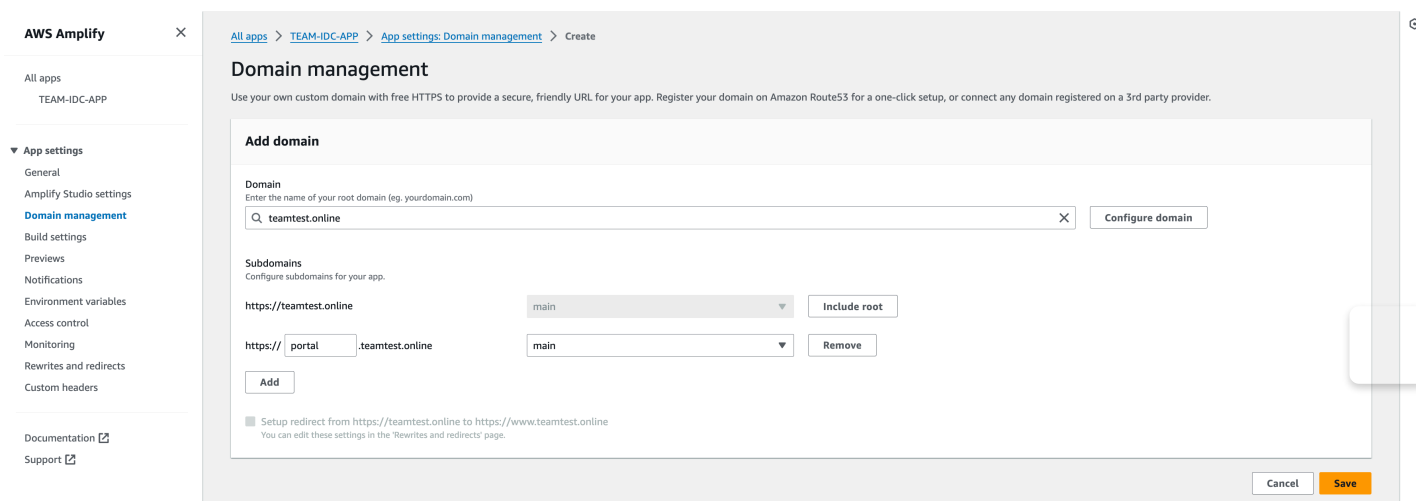 AWS Amplify
All apps
TEAM-IDC-APP
App settings
General
Amplify Studio settings
Domain management
Build settings
Previews
Notifications
Environment variables
Access control
Monitoring
Rewrites and redirects
Custom headers
Documentation
Support
All apps > TEAM-IDC-APP > App settings: Domain management > Create
Domain management
Use your own custom domain with free HTTPS to provide a secure, friendly URL for your app. Register your domain on Amazon Route53 for a one-click setup, or connect any domain registered on a 3rd party provider.
Add domain
Domain
Enter the name of your root domain (eg. yourdomain.com)
teamtest.online Configure domain
Subdomains
Configure subdomains for your app.
https://teamtest.online main Include root
https:// portal .teamtest.online main Remove
Add
Setup redirect from https://teamtest.online to https://www.teamtest.online
You can edit these settings in the 'Rewrites and redirects' page.
Cancel Save